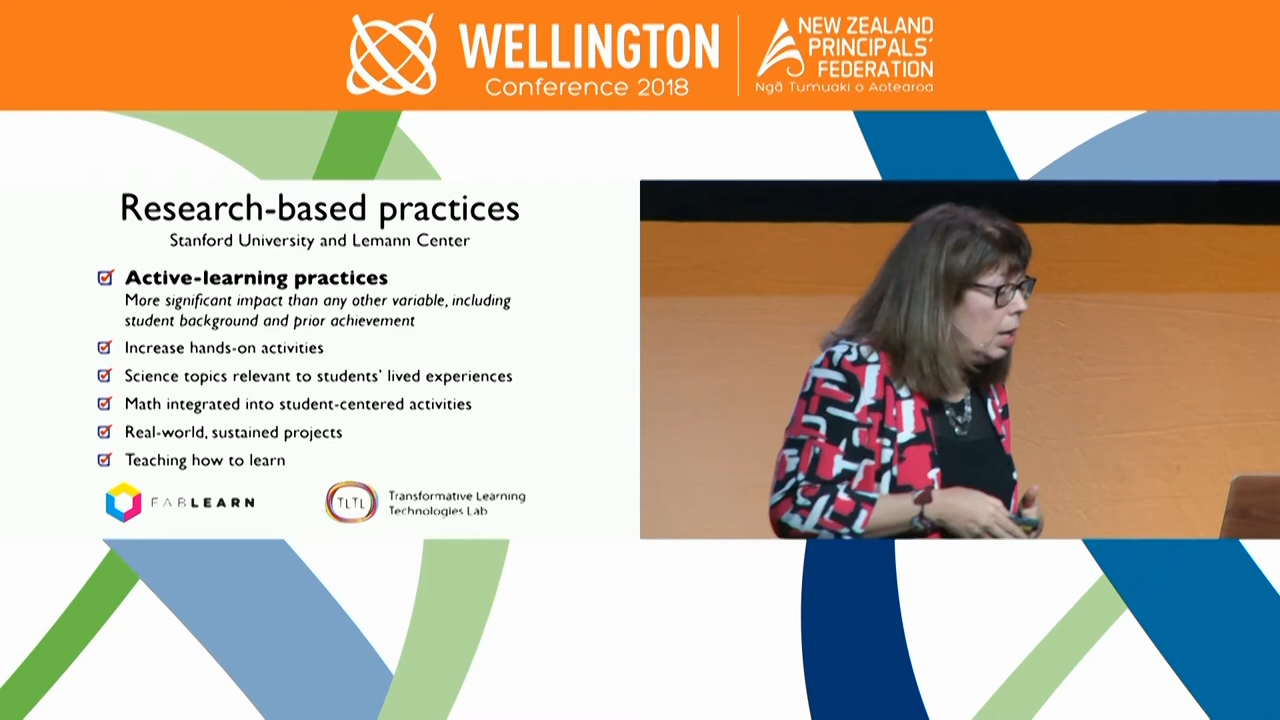 WELLINGTON
Conference 2018
NEW ZEALAND
PRINCIPALS'
FEDERATION
Ngā Tumuaki o Aotearoa
Research-based practices
Stanford University and Lemann Center
Active-learning practices
More significant impact than any other variable, including
student background and prior achievement
Increase hands-on activities
Science topics relevant to students' lived experiences
Math integrated into student-centered activities
Real-world, sustained projects
Teaching how to learn
FABLEARN
TLTL
Transformative Learning
Technologies Lab